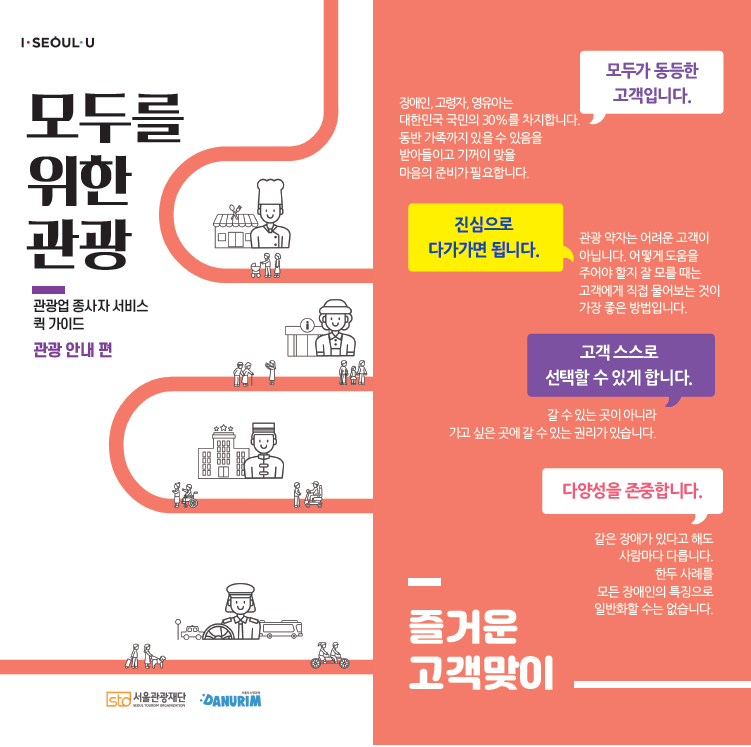 I·SEOUL·U
모두를
위한
관광
관광업 종사자 서비스
퀵 가이드
관광 안내 편
i
std 서울관광재단
SEOUL TOURISM ORGANIZATION
DANURIM
모두가 동등한
고객입니다.
장애인, 고령자, 영유아는
대한민국 국민의 30%를 차지합니다.
동반 가족까지 있을 수 있음을
받아들이고 기꺼이 맞을
마음의 준비가 필요합니다.
진심으로
다가가면 됩니다.
관광 약자는 어려운 고객이
아닙니다. 어떻게 도움을
주어야 할지 잘 모를 때는
고객에게 직접 물어보는 것이
가장 좋은 방법입니다.
고객 스스로
선택할 수 있게 합니다.
갈 수 있는 곳이 아니라
가고 싶은 곳에 갈 수 있는 권리가 있습니다.
다양성을 존중합니다.
같은 장애가 있다고 해도
사람마다 다릅니다.
한두 사례를
모든 장애인의 특징으로
일반화할 수는 없습니다.
즐거운
고객맞이